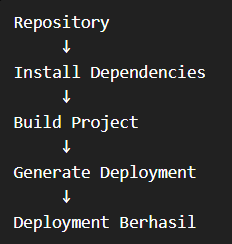 Repository
↓
Install Dependencies
↓
Build Project
↓
Generate Deployment
↓
Deployment Berhasil